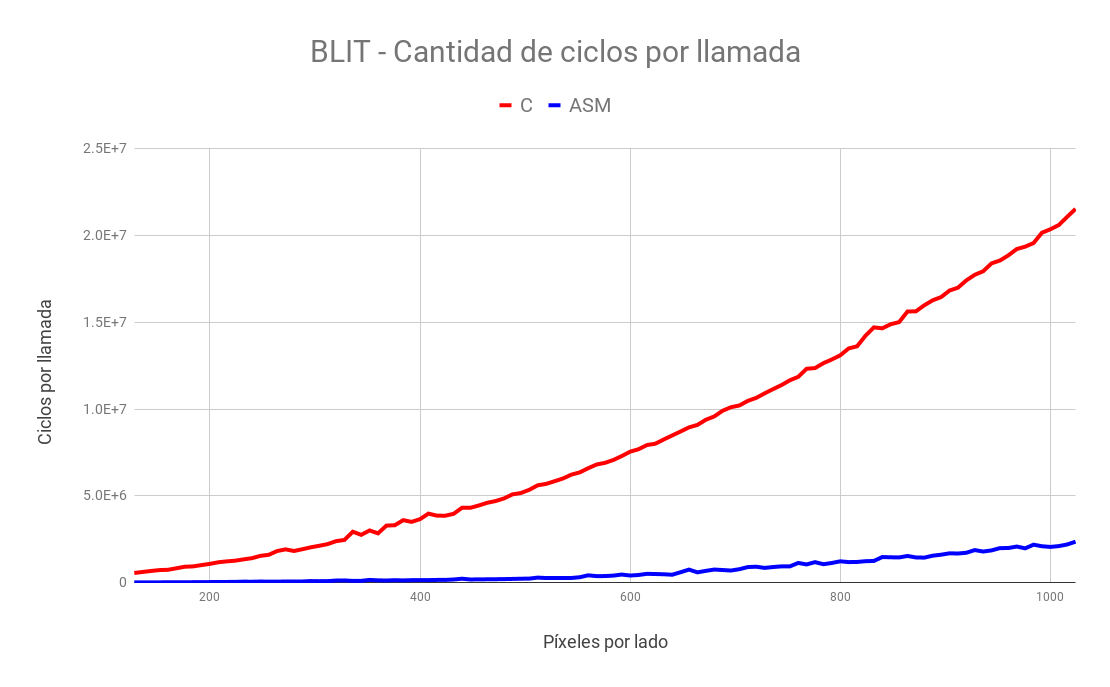 BLIT - Cantidad de ciclos por llamada
C ASM
2.5E+7
2.0E+7
1.5E+7
1.0E+7
5.0E+6
0
Ciclos por llamada
200 400 600 800 1000
Píxeles por lado